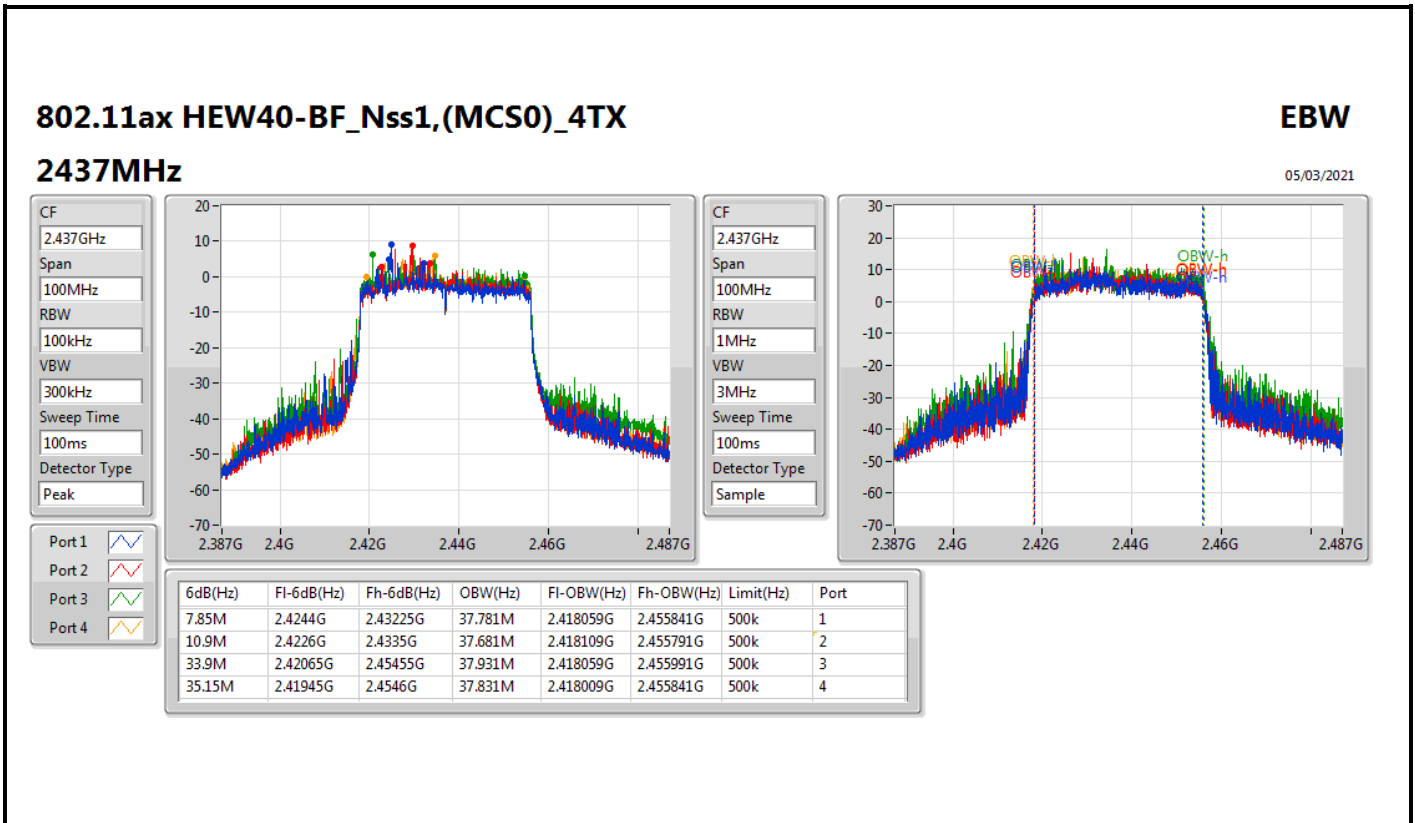 802.11ax HEW40-BF_Nss1,(MCS0)_4TX EBW
2437MHz 05/03/2021
CF
2.437GHz
Span
100MHz
RBW
100kHz
VBW
300kHz
Sweep Time
100ms
Detector Type
Peak
Port 1
Port 2
Port 3
Port 4
20
10
0
-10
-20
-30
-40
-50
-60
-70
2.387G 2.4G 2.42G 2.44G 2.46G 2.487G
CF
2.437GHz
Span
100MHz
RBW
1MHz
VBW
3MHz
Sweep Time
100ms
Detector Type
Sample
30
20
10
0
-10
-20
-30
-40
-50
-60
-70
OBW-h
OBW-h
2.387G 2.4G 2.42G 2.44G 2.46G 2.487G
6dB(Hz) Fl-6dB(Hz) Fh-6dB(Hz) OBW(Hz) Fl-OBW(Hz) Fh-OBW(Hz) Limit(Hz) Port
7.85M 2.4244G 2.43225G 37.781M 2.418059G 2.455841G 500k 1
10.9M 2.4226G 2.4335G 37.681M 2.418109G 2.455791G 500k 2
33.9M 2.42065G 2.45455G 37.931M 2.418059G 2.455991G 500k 3
35.15M 2.41945G 2.4546G 37.831M 2.418009G 2.455841G 500k 4